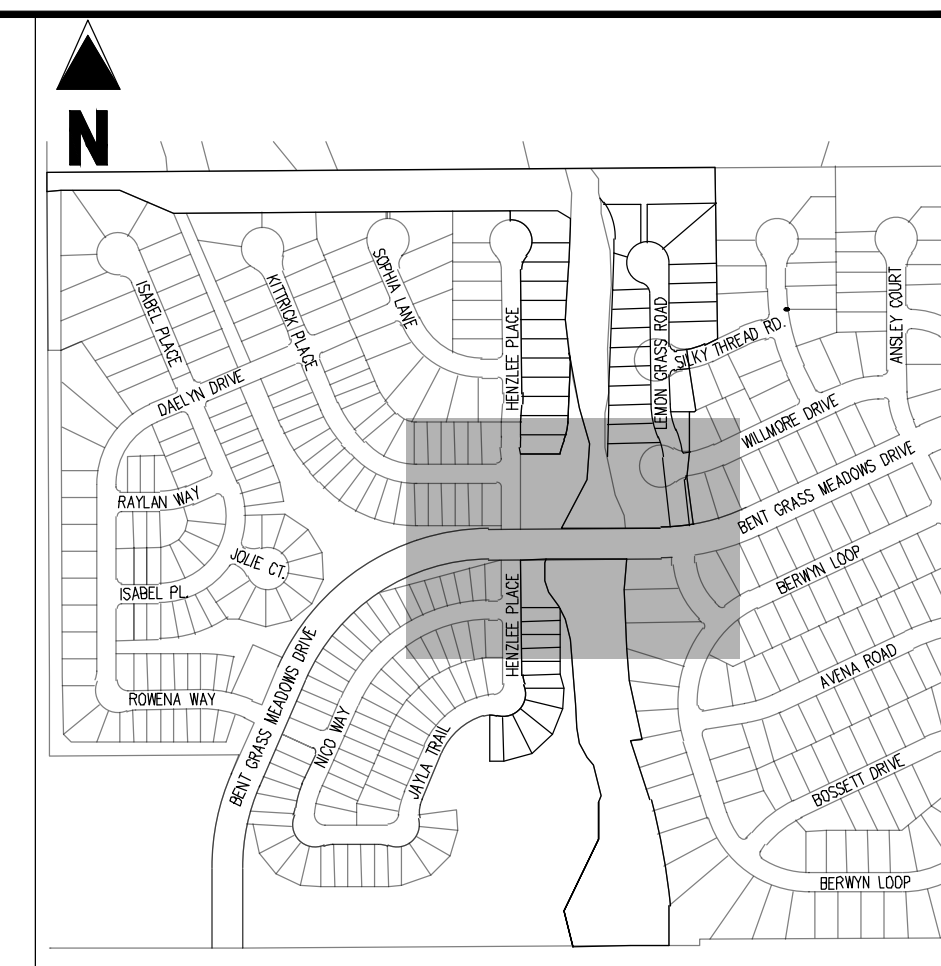 N
ISABEL PLACE
KITTRICK PLACE
SOPHIA LANE
HENZLEE PLACE
LEMON GRASS ROAD
SILKY THREAD RD.
ANSLEY COURT
DAELYN DRIVE
WILLMORE DRIVE
RAYLAN WAY
BENT GRASS MEADOWS DRIVE
JOLIE CT.
BERWYN LOOP
ISABEL PL.
HENZLEE PLACE
BENT GRASS MEADOWS DRIVE
AVENA ROAD
ROWENA WAY
NICO WAY
JAYLA TRAIL
BOSSETT DRIVE
BERWYN LOOP